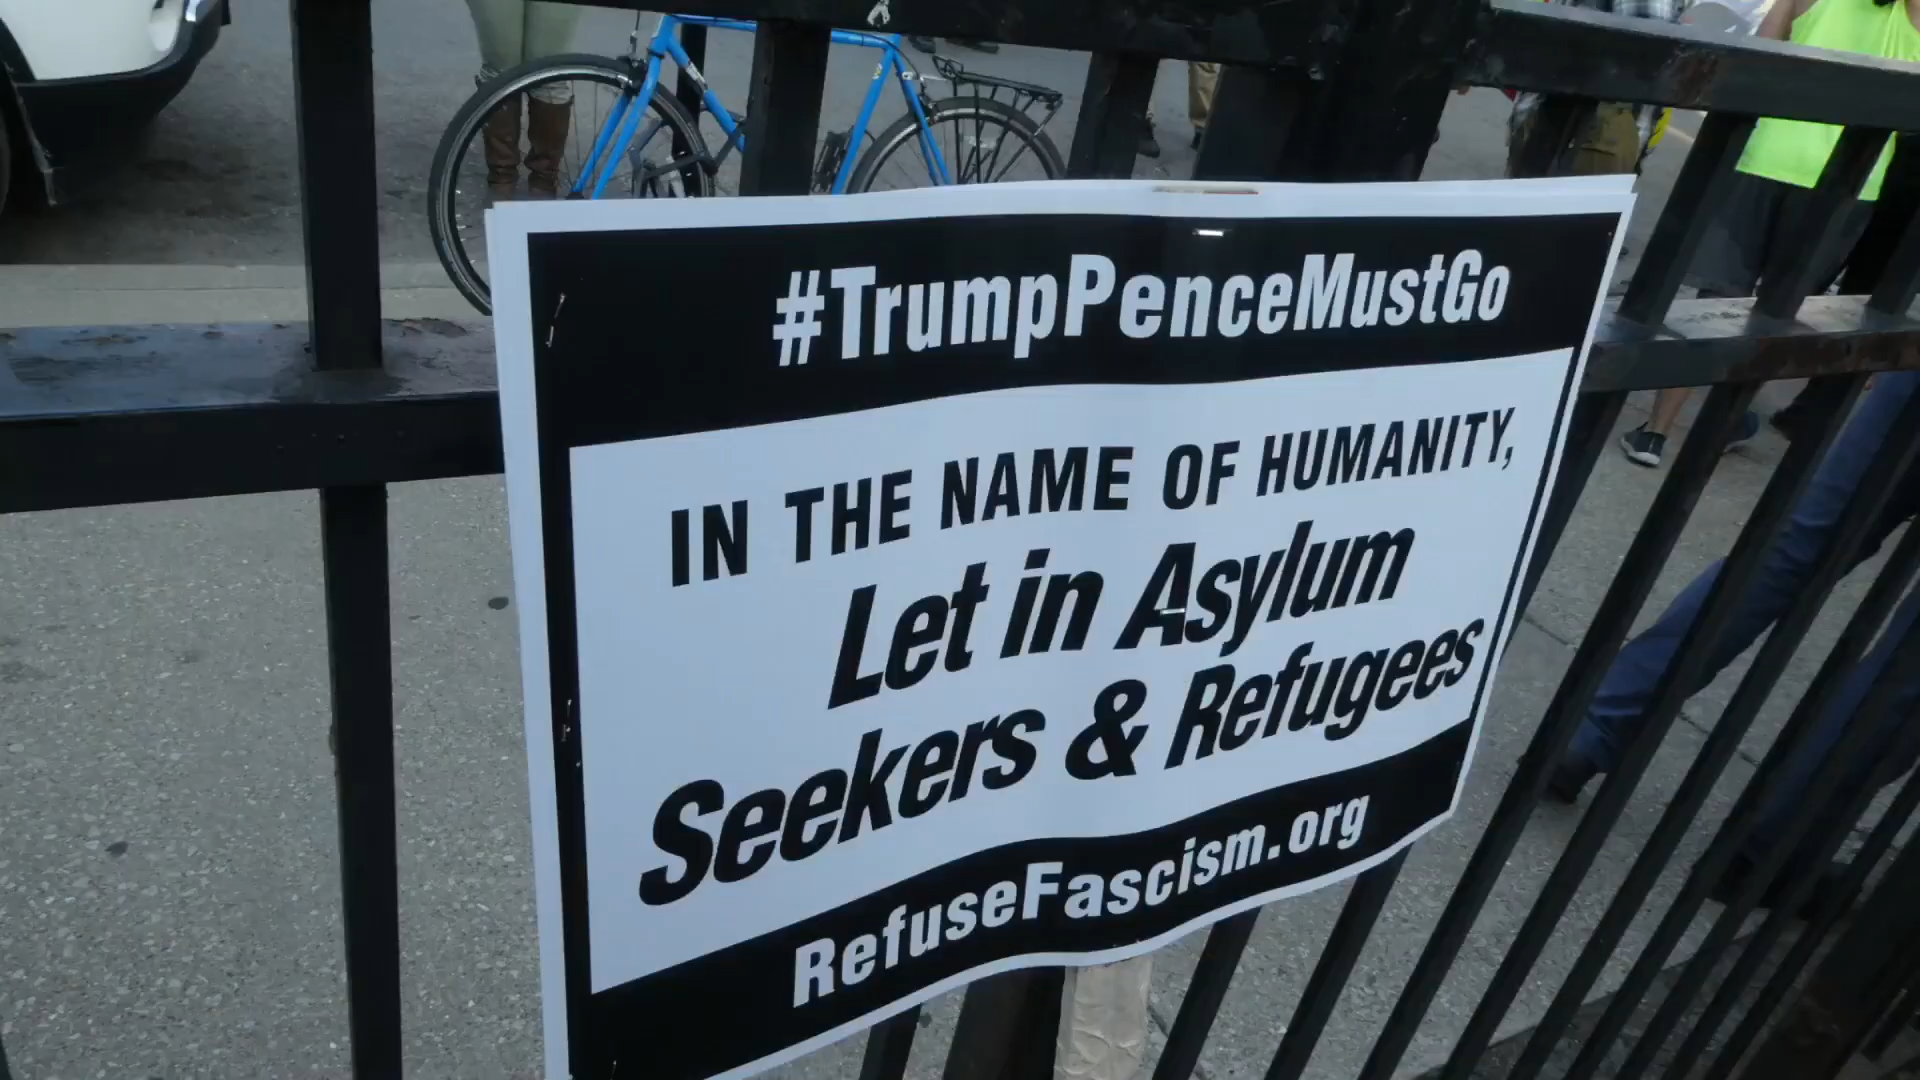 #TrumpPenceMustGo
IN THE NAME OF HUMANITY,
Let in Asylum
Seekers & Refugees
RefuseFascism.org